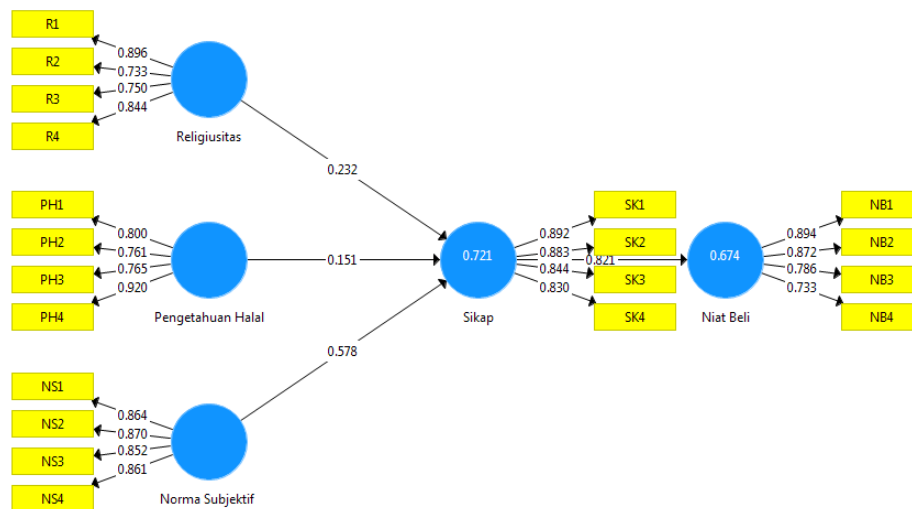 R1
R2
R3
R4
0.896
0.733
0.750
0.844
Religiusitas
0.232
PH1
PH2
PH3
PH4
0.800
0.761
0.765
0.920
Pengetahuan Halal
0.151
NS1
NS2
NS3
NS4
0.864
0.870
0.852
0.861
Norma Subjektif
0.578
0.721
Sikap
0.892
0.883
0.844
0.830
SK1
SK2
SK3
SK4
0.821
0.674
Niat Beli
0.894
0.872
0.786
0.733
NB1
NB2
NB3
NB4